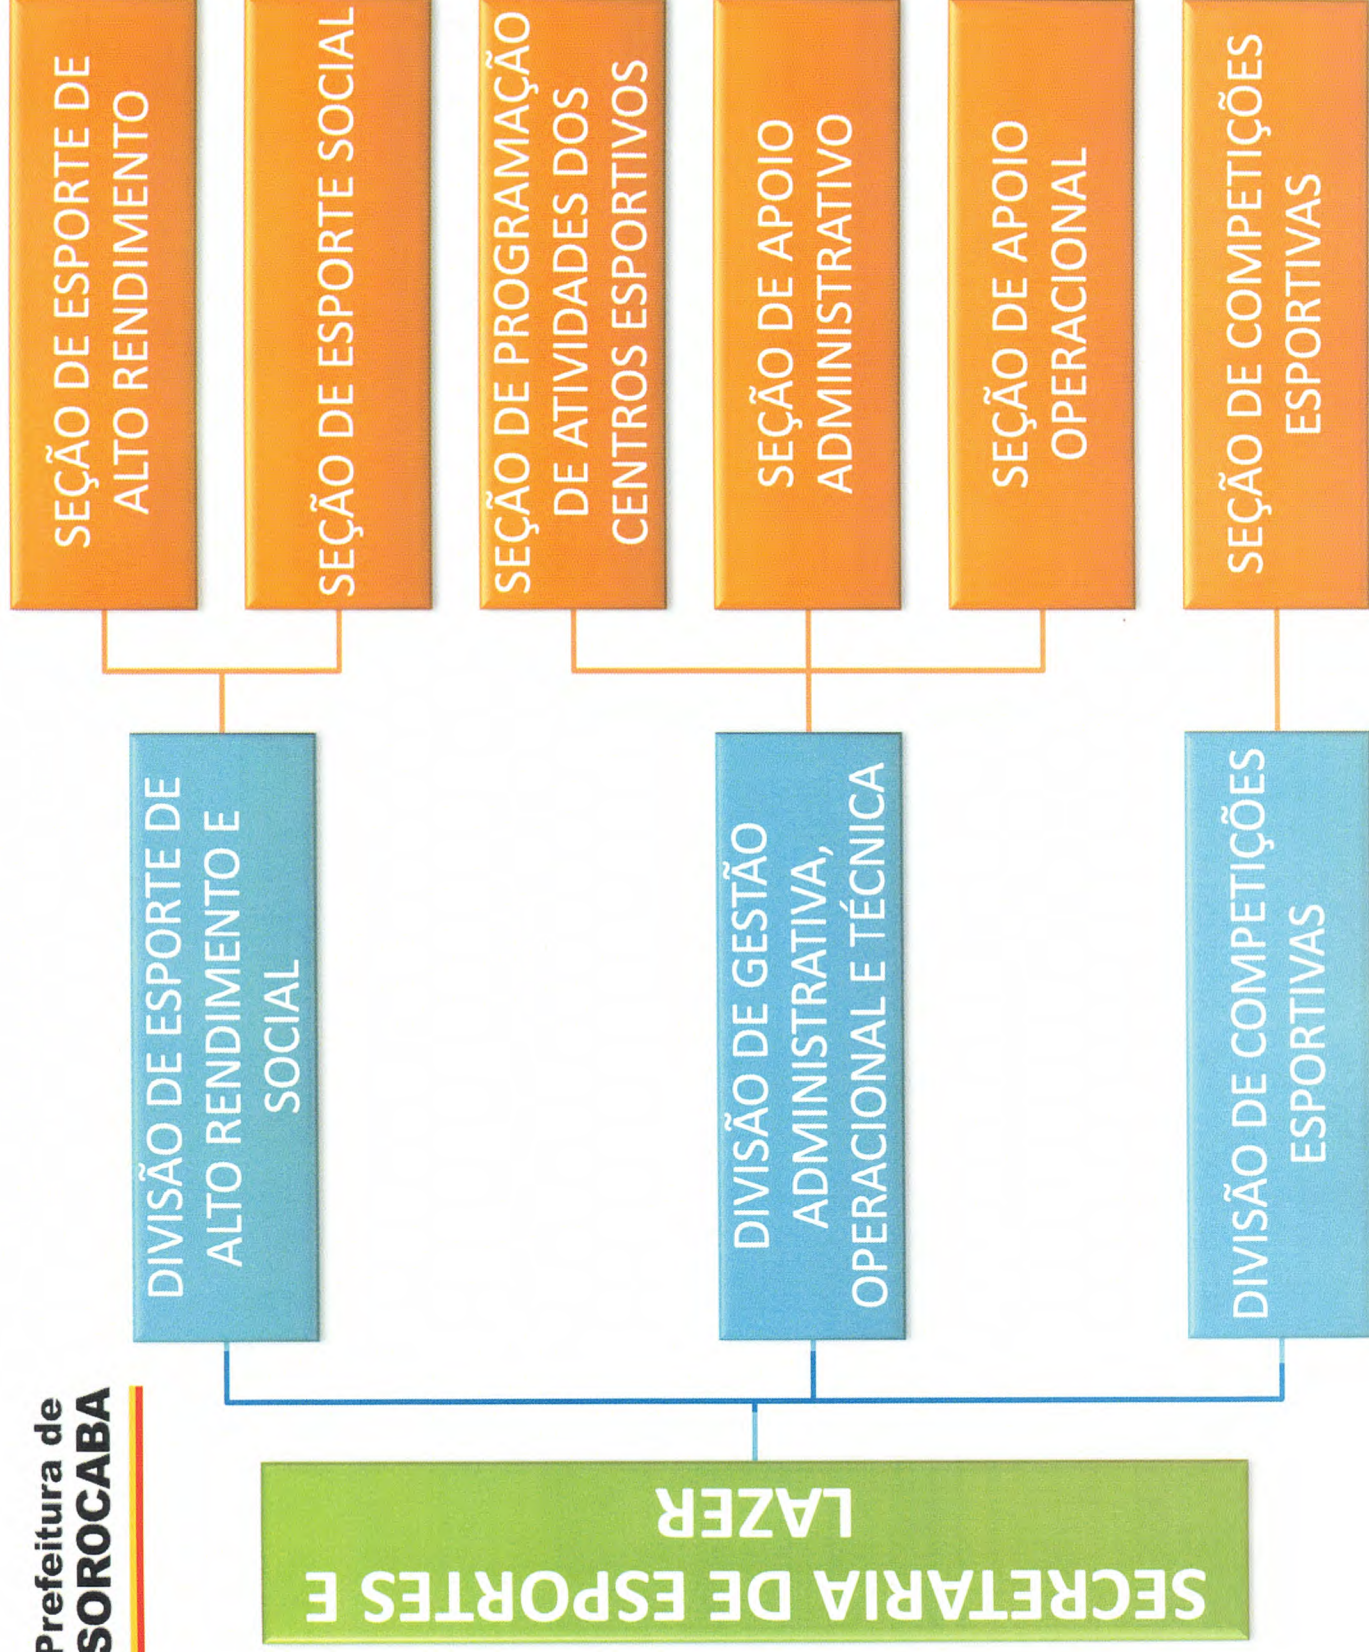 Prefeitura de
SOROCABA
SECRETARIA DE ESPORTES E
LAZER
DIVISÃO DE ESPORTE DE
ALTO RENDIMENTO E
SOCIAL
SEÇÃO DE ESPORTE DE
ALTO RENDIMENTO
SEÇÃO DE ESPORTE SOCIAL
DIVISÃO DE GESTÃO
ADMINISTRATIVA,
OPERACIONAL E TÉCNICA
SEÇÃO DE PROGRAMAÇÃO
DE ATIVIDADES DOS
CENTROS ESPORTIVOS
SEÇÃO DE APOIO
ADMINISTRATIVO
SEÇÃO DE APOIO
OPERACIONAL
DIVISÃO DE COMPETIÇÕES
ESPORTIVAS
SEÇÃO DE COMPETIÇÕES
ESPORTIVAS